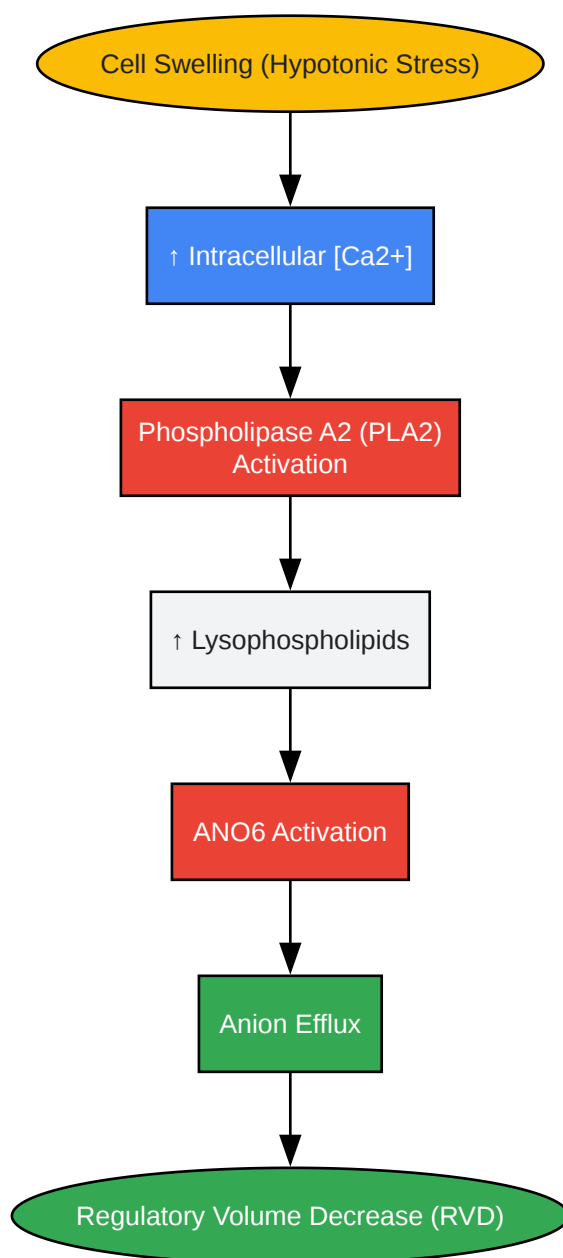 Cell Swelling (Hypotonic Stress)
↑ Intracellular [Ca2+]
Phospholipase A2 (PLA2)
Activation
↑ Lysophospholipids
ANO6 Activation
Anion Efflux
Regulatory Volume Decrease (RVD)